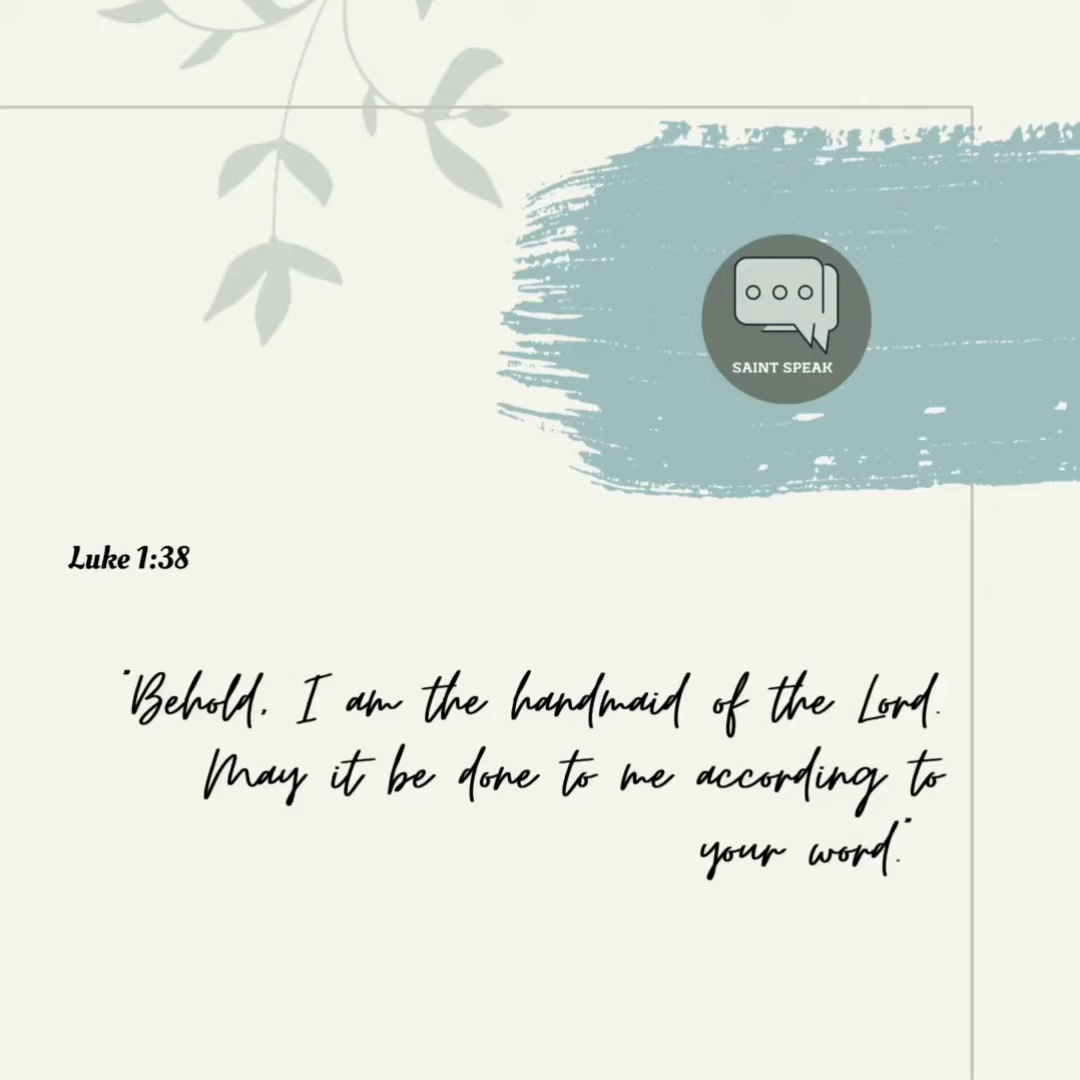 SAINT SPEAK
Luke 1:38
"Behold, I am the handmaid of the Lord.
May it be done to me according to
your word."